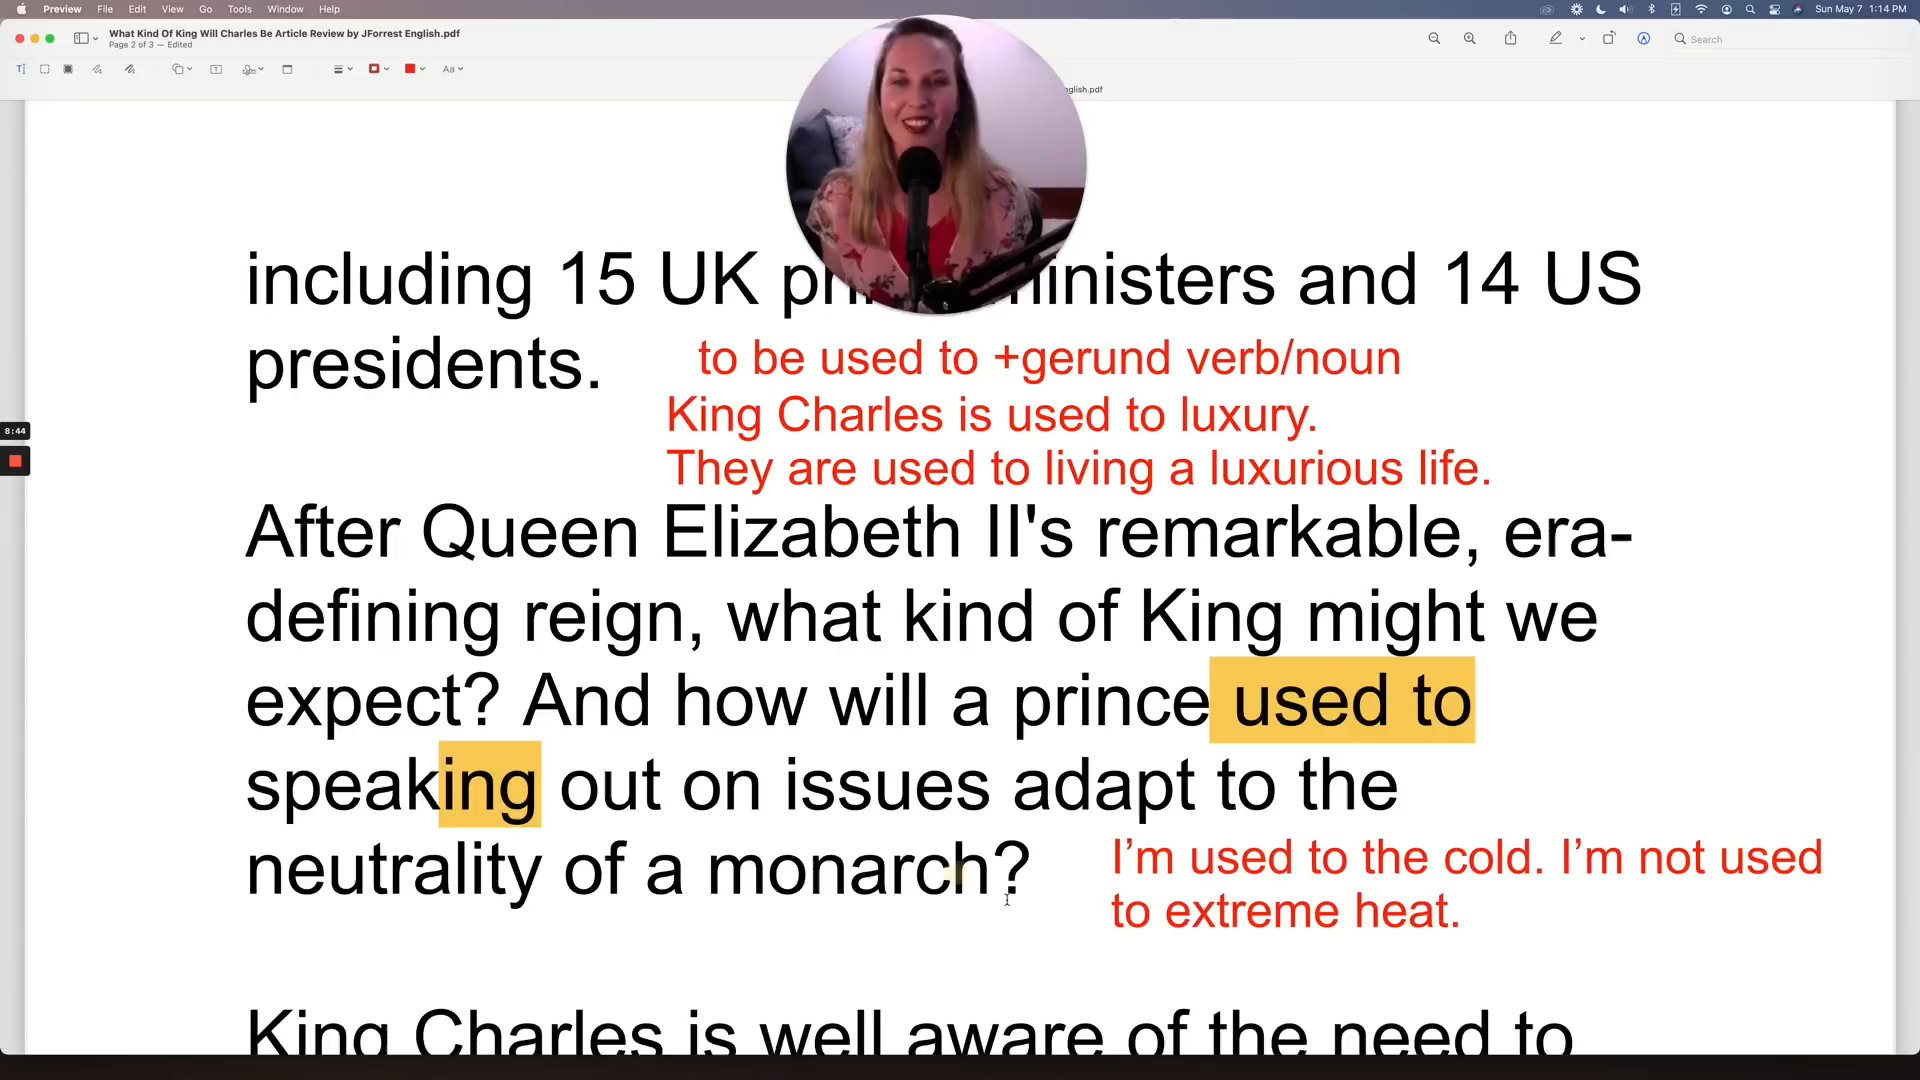 Preview File Edit View Go Tools Window Help
Sun May 7 1:14 PM
What Kind Of King Will Charles Be Article Review by JForrest English.pdf
Page 2 of 3 — Edited
Search
Aa
nglish.pdf
including 15 UK pri ministers and 14 US
presidents.
to be used to +gerund verb/noun
King Charles is used to luxury.
8:44
They are used to living a luxurious life.
After Queen Elizabeth II's remarkable, era-
defining reign, what kind of King might we
expect? And how will a prince used to
speaking out on issues adapt to the
neutrality of a monarch?
I’m used to the cold. I’m not used
to extreme heat.
King Charles is well aware of the need to